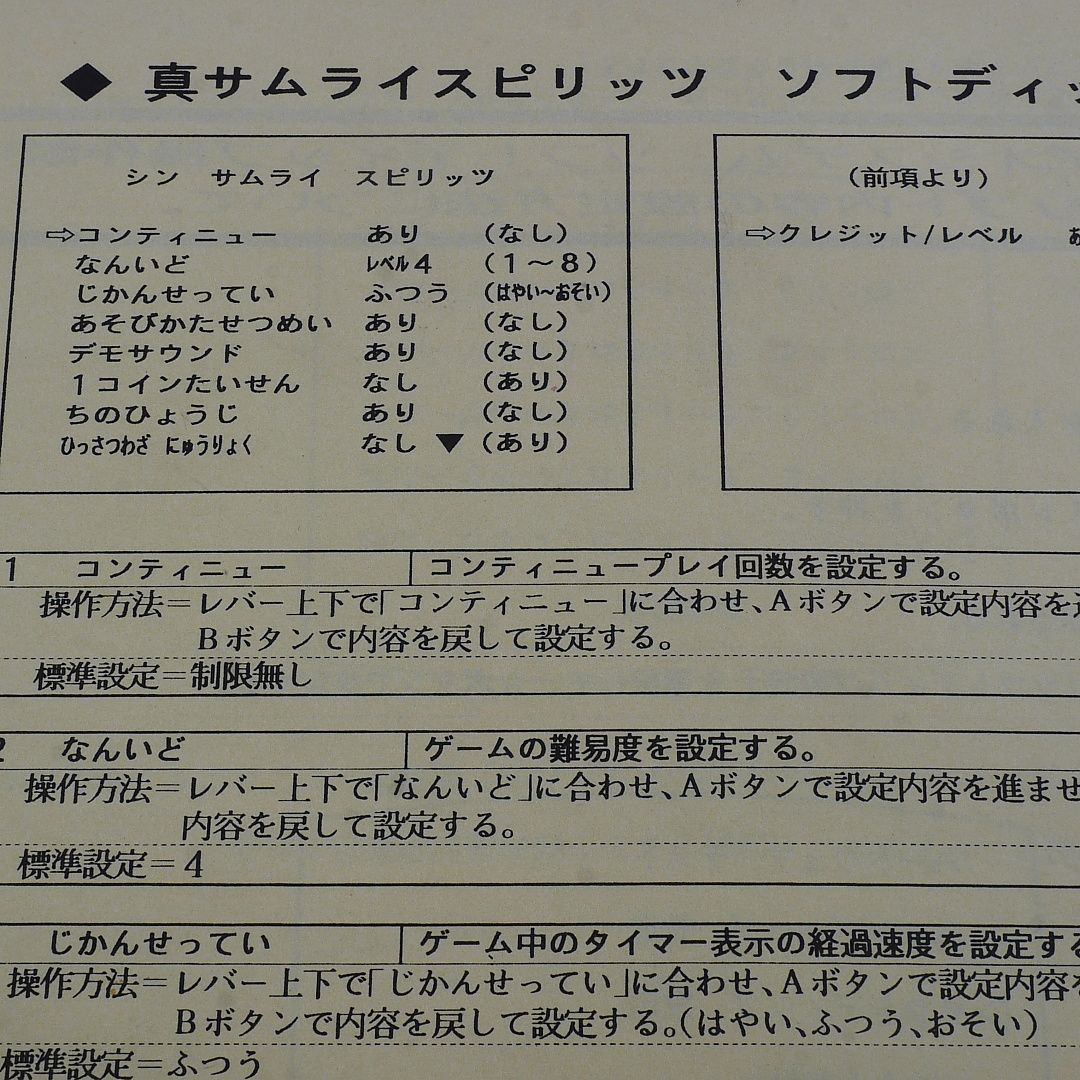 ◆ 真サムライスピリッツ ソフトディッ
シン サムライ スピリッツ
⇨コンティニュー あり (なし)
なんいど レベル4 (1〜8)
じかんせってい ふつう (はやい〜おそい)
あそびかたせつめい あり (なし)
デモサウンド あり (なし)
1コインたいせん なし (あり)
ちのひょうじ あり (なし)
ひっさつわざ にゅうりょく なし ▼ (あり)
(前項より)
⇨クレジット/レベル
1 コンティニュー コンティニュープレイ回数を設定する。
操作方法=レバー上下で「コンティニュー」に合わせ、Aボタンで設定内容を
Bボタンで内容を戻して設定する。
標準設定=制限無し
2 なんいど ゲームの難易度を設定する。
操作方法=レバー上下で「なんいど」に合わせ、Aボタンで設定内容を進ませ
内容を戻して設定する。
標準設定=4
じかんせってい ゲーム中のタイマー表示の経過速度を設定する
操作方法=レバー上下で「じかんせってい」に合わせ、Aボタンで設定内容
Bボタンで内容を戻して設定する。(はやい、ふつう、おそい)
標準設定=ふつう